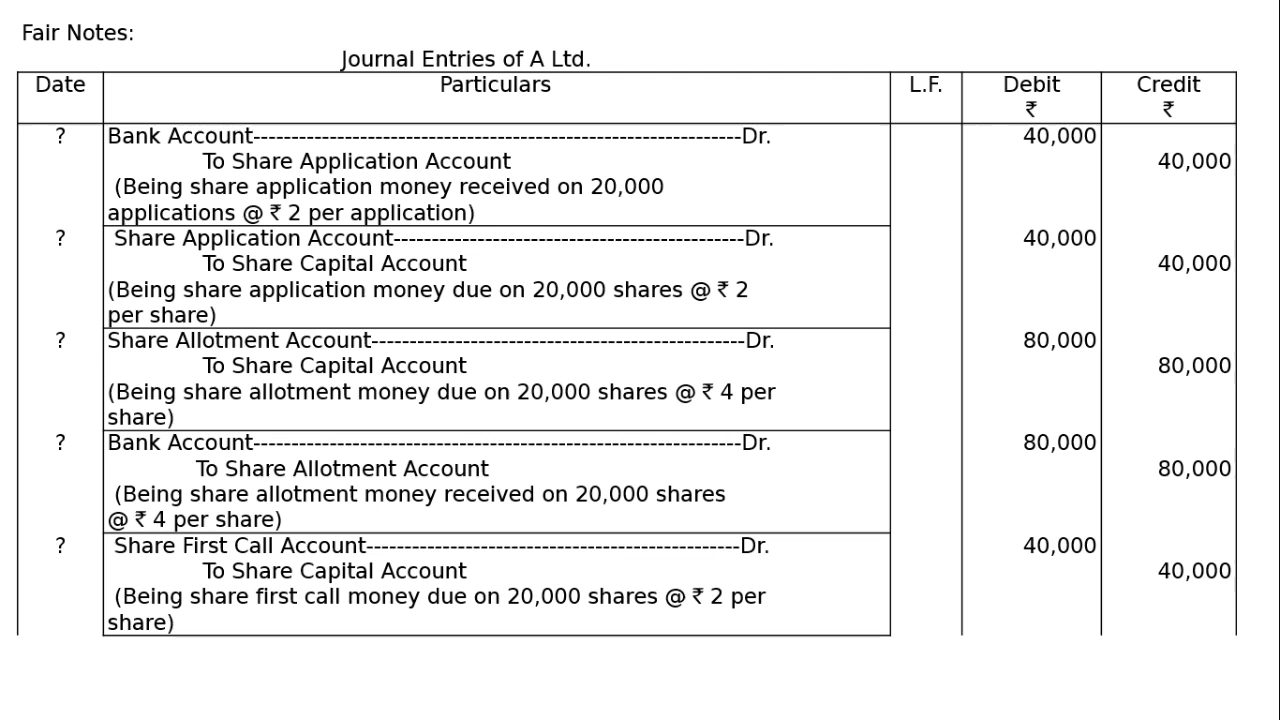 Fair Notes:
Journal Entries of A Ltd.
Date Particulars L.F. Debit Credit
₹ ₹
? Bank Account----------------------------------------------------------------Dr. 40,000
To Share Application Account 40,000
(Being share application money received on 20,000
applications @ ₹ 2 per application)
? Share Application Account----------------------------------------------Dr. 40,000
To Share Capital Account 40,000
(Being share application money due on 20,000 shares @ ₹ 2
per share)
? Share Allotment Account-------------------------------------------------Dr. 80,000
To Share Capital Account 80,000
(Being share allotment money due on 20,000 shares @ ₹ 4 per
share)
? Bank Account----------------------------------------------------------------Dr. 80,000
To Share Allotment Account 80,000
(Being share allotment money received on 20,000 shares
@ ₹ 4 per share)
? Share First Call Account-------------------------------------------------Dr. 40,000
To Share Capital Account 40,000
(Being share first call money due on 20,000 shares @ ₹ 2 per
share)